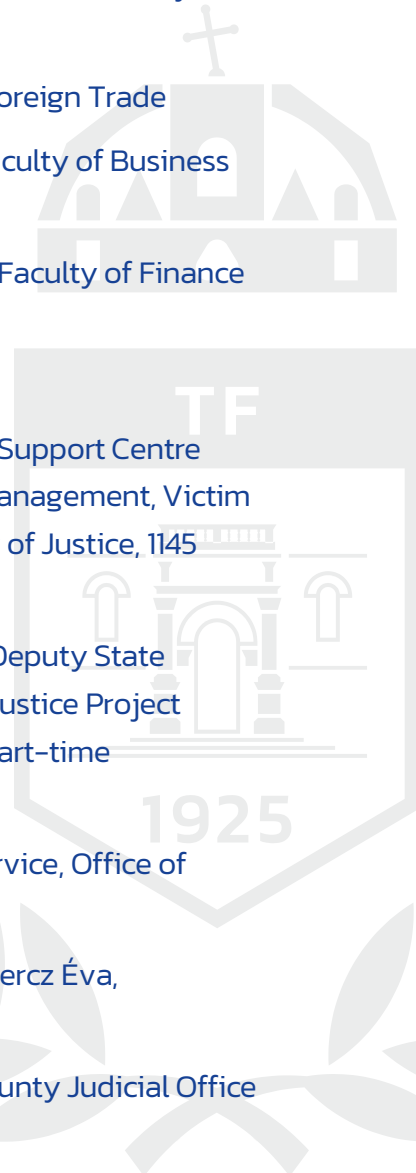 oreign Trade
culty of Business
Faculty of Finance
TF
Support Centre
anagement, Victim
of Justice, 1145
Deputy State
ustice Project
art-time
1925
rvice, Office of
ercz Éva,
ounty Judicial Office